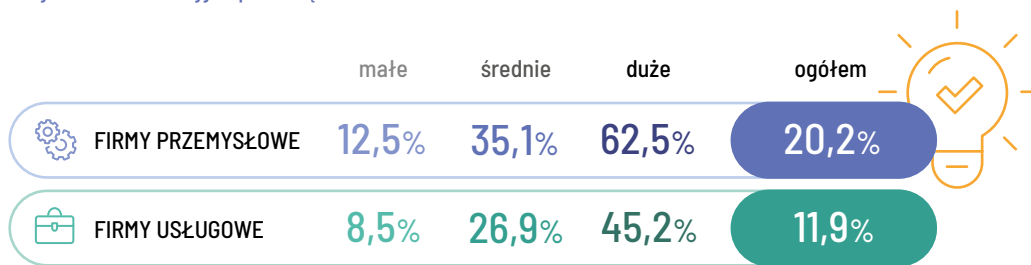 małe średnie duże ogółem
FIRMY PRZEMYSŁOWE 12,5% 35,1% 62,5% 20,2%
FIRMY USŁUGOWE 8,5% 26,9% 45,2% 11,9%